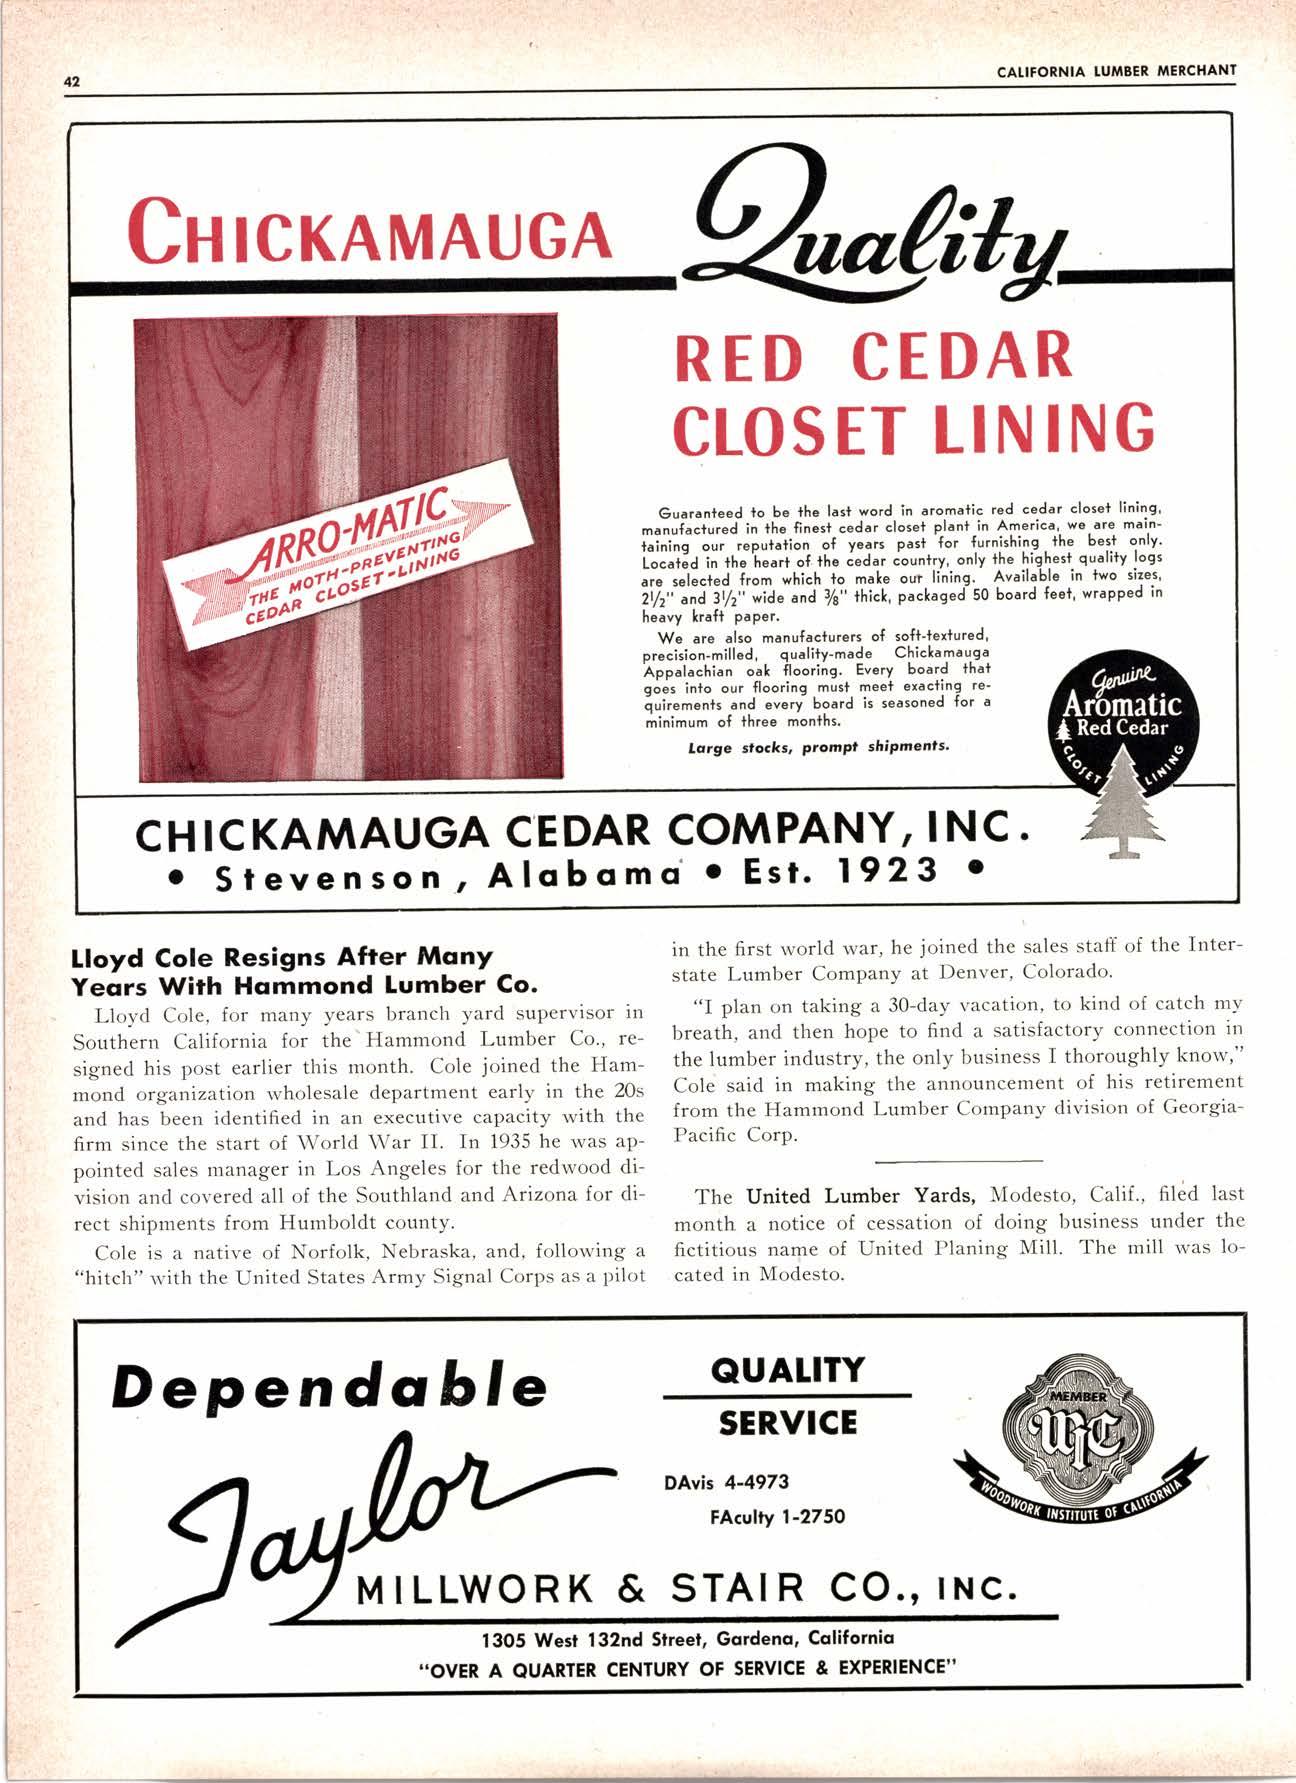 42
CALIFORNIA LUMBER MERCHANT
CHICKAMAUGA Quality
RED CEDAR
CLOSET LINING
ARRO-MATIC
THE MOTH-PREVENTING
CEDAR CLOSET-LINING
Guaranteed to be the last word in aromatic red cedar closet lining,
manufactured in the finest cedar closet plant in America, we are main-
taining our reputation of years past for furnishing the best only.
Located in the heart of the cedar country, only the highest quality logs
are selected from which to make our lining. Available in two sizes,
2½" and 3½" wide and ⅜" thick, packaged 50 board feet, wrapped in
heavy kraft paper.
We are also manufacturers of soft-textured,
precision-milled, quality-made Chickamauga
Appalachian oak flooring. Every board that
goes into our flooring must meet exacting re-
quirements and every board is seasoned for a
minimum of three months.
Large stocks, prompt shipments.
Genuine
Aromatic
Red Cedar
CLOSET LINING
CHICKAMAUGA CEDAR COMPANY, INC.
• Stevenson, Alabama • Est. 1923 •
Lloyd Cole Resigns After Many
Years With Hammond Lumber Co.
Lloyd Cole, for many years branch yard supervisor in
Southern California for the Hammond Lumber Co., re-
signed his post earlier this month. Cole joined the Ham-
mond organization wholesale department early in the 20s
and has been identified in an executive capacity with the
firm since the start of World War II. In 1935 he was ap-
pointed sales manager in Los Angeles for the redwood di-
vision and covered all of the Southland and Arizona for di-
rect shipments from Humboldt county.
Cole is a native of Norfolk, Nebraska, and, following a
"hitch" with the United States Army Signal Corps as a pilot
in the first world war, he joined the sales staff of the Inter-
state Lumber Company at Denver, Colorado.
"I plan on taking a 30-day vacation, to kind of catch my
breath, and then hope to find a satisfactory connection in
the lumber industry, the only business I thoroughly know,"
Cole said in making the announcement of his retirement
from the Hammond Lumber Company division of Georgia-
Pacific Corp.
The United Lumber Yards, Modesto, Calif., filed last
month a notice of cessation of doing business under the
fictitious name of United Planing Mill. The mill was lo-
cated in Modesto.
Dependable
Taylor
MILLWORK & STAIR CO., INC.
QUALITY
SERVICE
DAvis 4-4973
FAculty 1-2750
MEMBER
WIC
WOODWORK INSTITUTE OF CALIFORNIA
1305 West 132nd Street, Gardena, California
"OVER A QUARTER CENTURY OF SERVICE & EXPERIENCE"